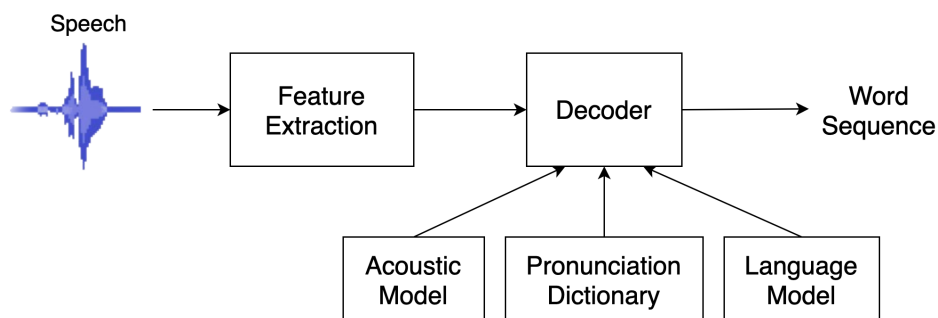 Speech
Feature
Extraction
Decoder
Word
Sequence
Acoustic
Model
Pronunciation
Dictionary
Language
Model